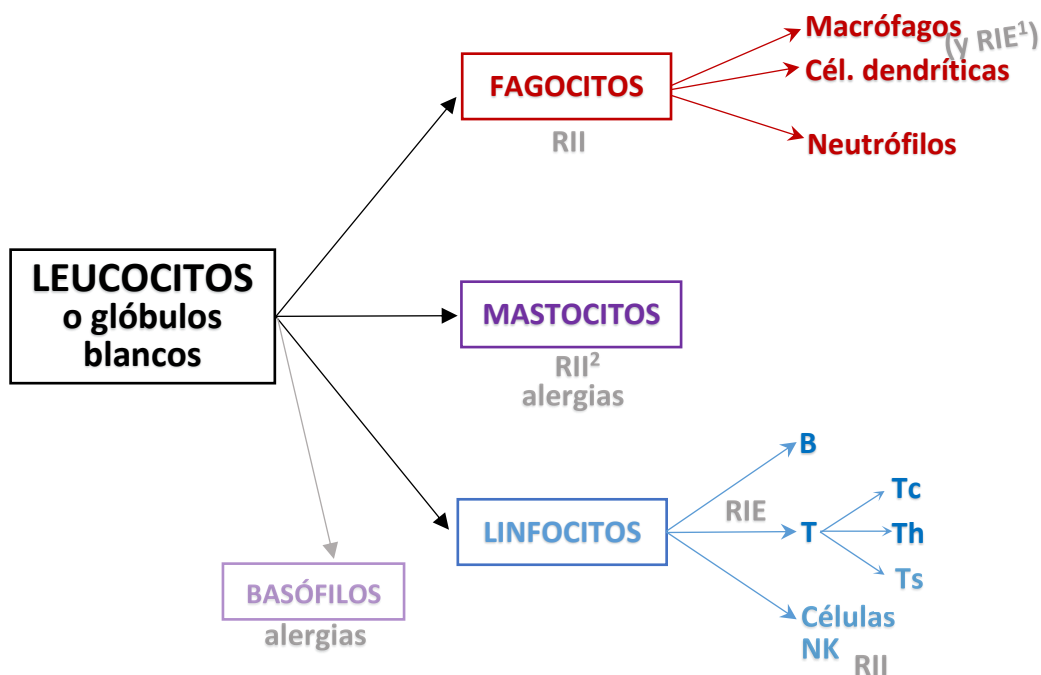 LEUCOCITOS
o glóbulos
blancos
FAGOCITOS
RII
Macrófagos
(y RIE¹)
Cél. dendríticas
Neutrófilos
MASTOCITOS
RII²
alergias
LINFOCITOS
B
RIE
T
Tc
Th
Ts
Células
NK
RII
BASÓFILOS
alergias